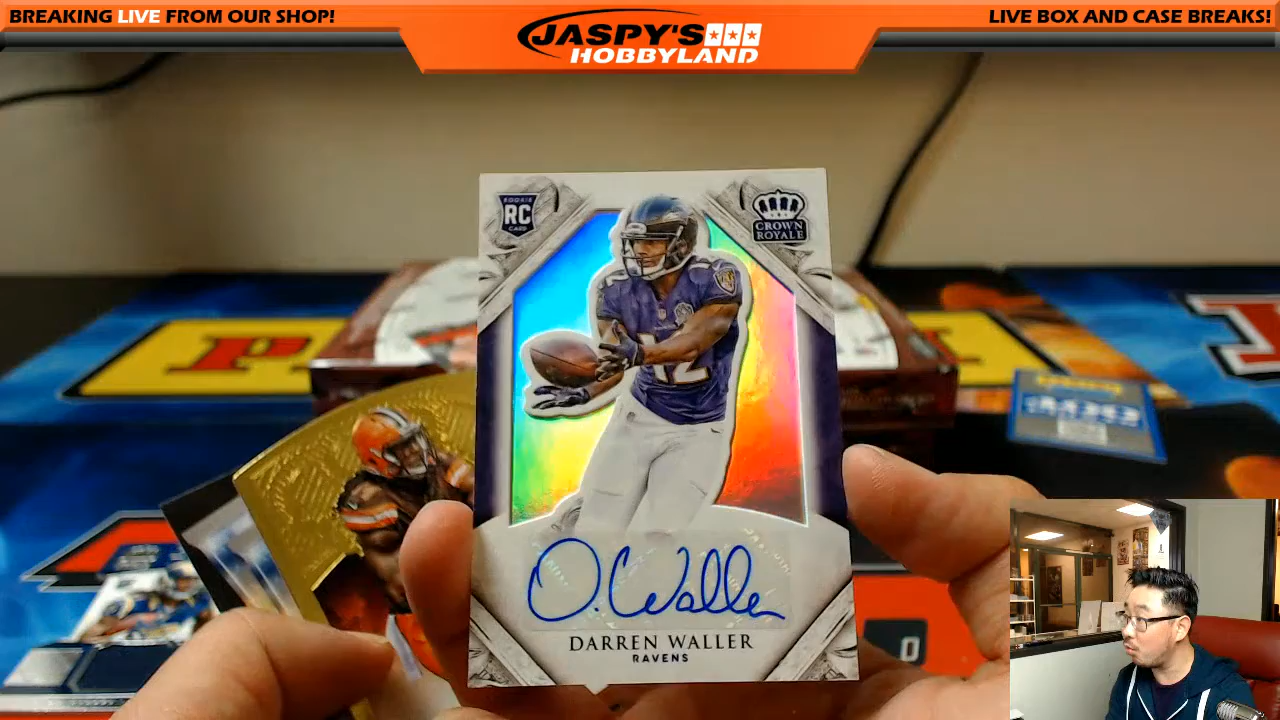 BREAKING LIVE FROM OUR SHOP!
JASPY'S
HOBBYLAND
LIVE BOX AND CASE BREAKS!
ROOKIE
RC
CARD
CROWN
ROYALE
12
12
D. Waller
DARREN WALLER
RAVENS